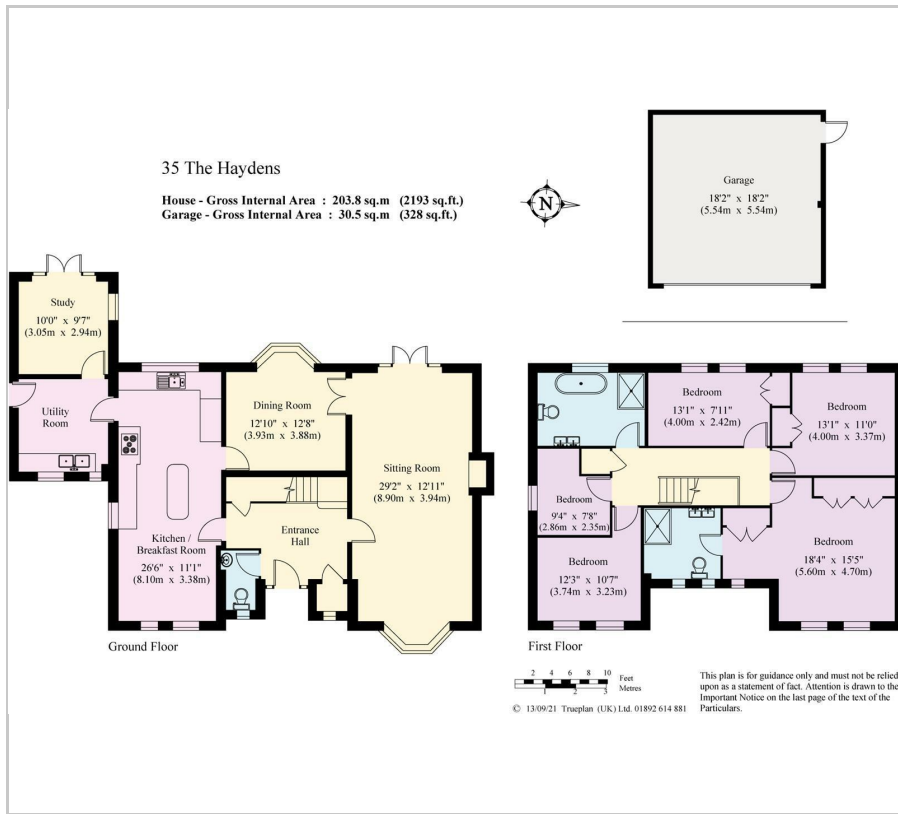 35 The Haydens
House - Gross Internal Area : 203.8 sq.m (2193 sq.ft.)
Garage - Gross Internal Area : 30.5 sq.m (328 sq.ft.)
N
Garage
18'2" x 18'2"
(5.54m x 5.54m)
Study
10'0" x 9'7"
(3.05m x 2.94m)
Utility
Room
Dining Room
12'10" x 12'8"
(3.93m x 3.88m)
Sitting Room
29'2" x 12'11"
(8.90m x 3.94m)
Entrance
Hall
Kitchen /
Breakfast Room
26'6" x 11'1"
(8.10m x 3.38m)
Ground Floor
Bedroom
13'1" x 7'11"
(4.00m x 2.42m)
Bedroom
13'1" x 11'0"
(4.00m x 3.37m)
Bedroom
9'4" x 7'8"
(2.86m x 2.35m)
Bedroom
12'3" x 10'7"
(3.74m x 3.23m)
Bedroom
18'4" x 15'5"
(5.60m x 4.70m)
First Floor
2 4 6 8 10
Feet
Metres
1 2 3
© 13/09/21 Trueplan (UK) Ltd. 01892 614 881
This plan is for guidance only and must not be relied
upon as a statement of fact. Attention is drawn to the
Important Notice on the last page of the text of the
Particulars.